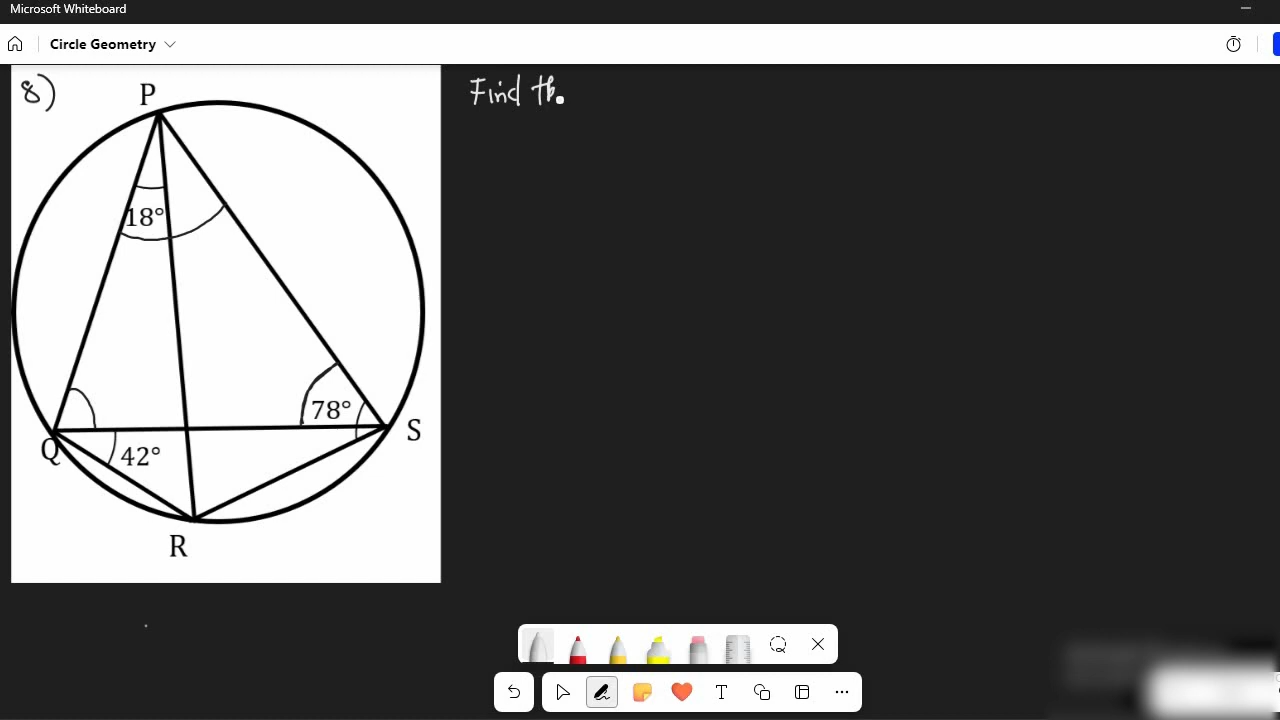 Microsoft Whiteboard
Circle Geometry
8)
P
Find th
18°
78°
S
Q
42°
R
T